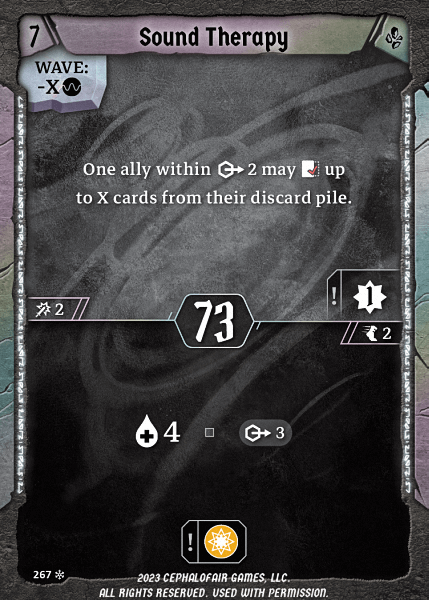 7 Sound Therapy
WAVE:
-X
One ally within 2 may up
to X cards from their discard pile.
! 1
2
73
2
4 3
!
267
2023 CEPHALOFAIR GAMES, LLC.
ALL RIGHTS RESERVED. USED WITH PERMISSION.